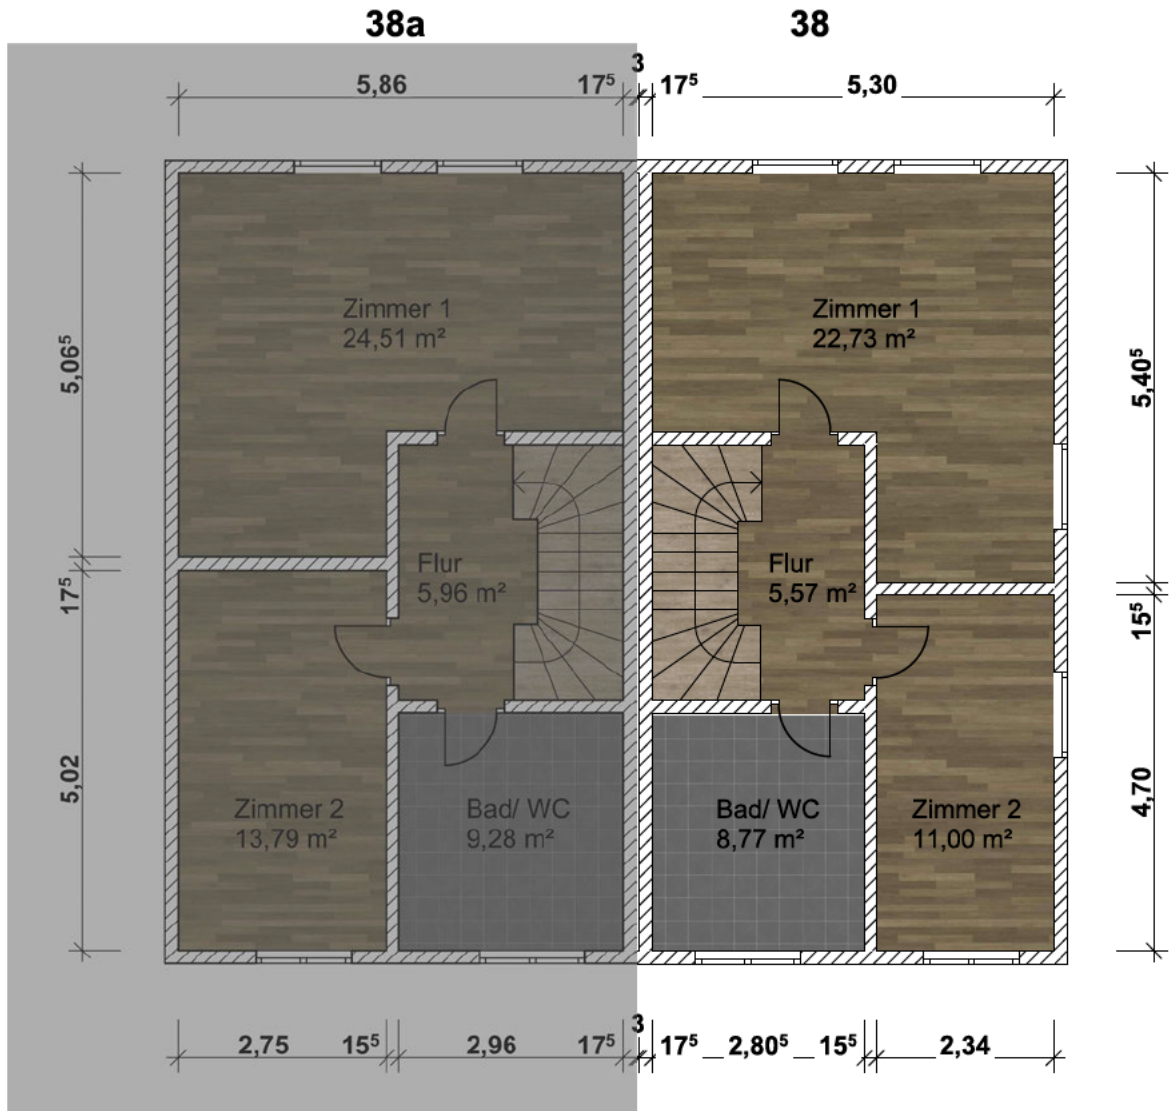 38a
38
3
5,86
17⁵
17⁵
5,30
Zimmer 1
24,51 m²
Zimmer 1
22,73 m²
5,06⁵
5,40⁵
Flur
5,96 m²
Flur
5,57 m²
17⁵
15⁵
5,02
4,70
Zimmer 2
13,79 m²
Bad/ WC
9,28 m²
Bad/ WC
8,77 m²
Zimmer 2
11,00 m²
3
2,75
15⁵
2,96
17⁵
17⁵
2,80⁵
15⁵
2,34